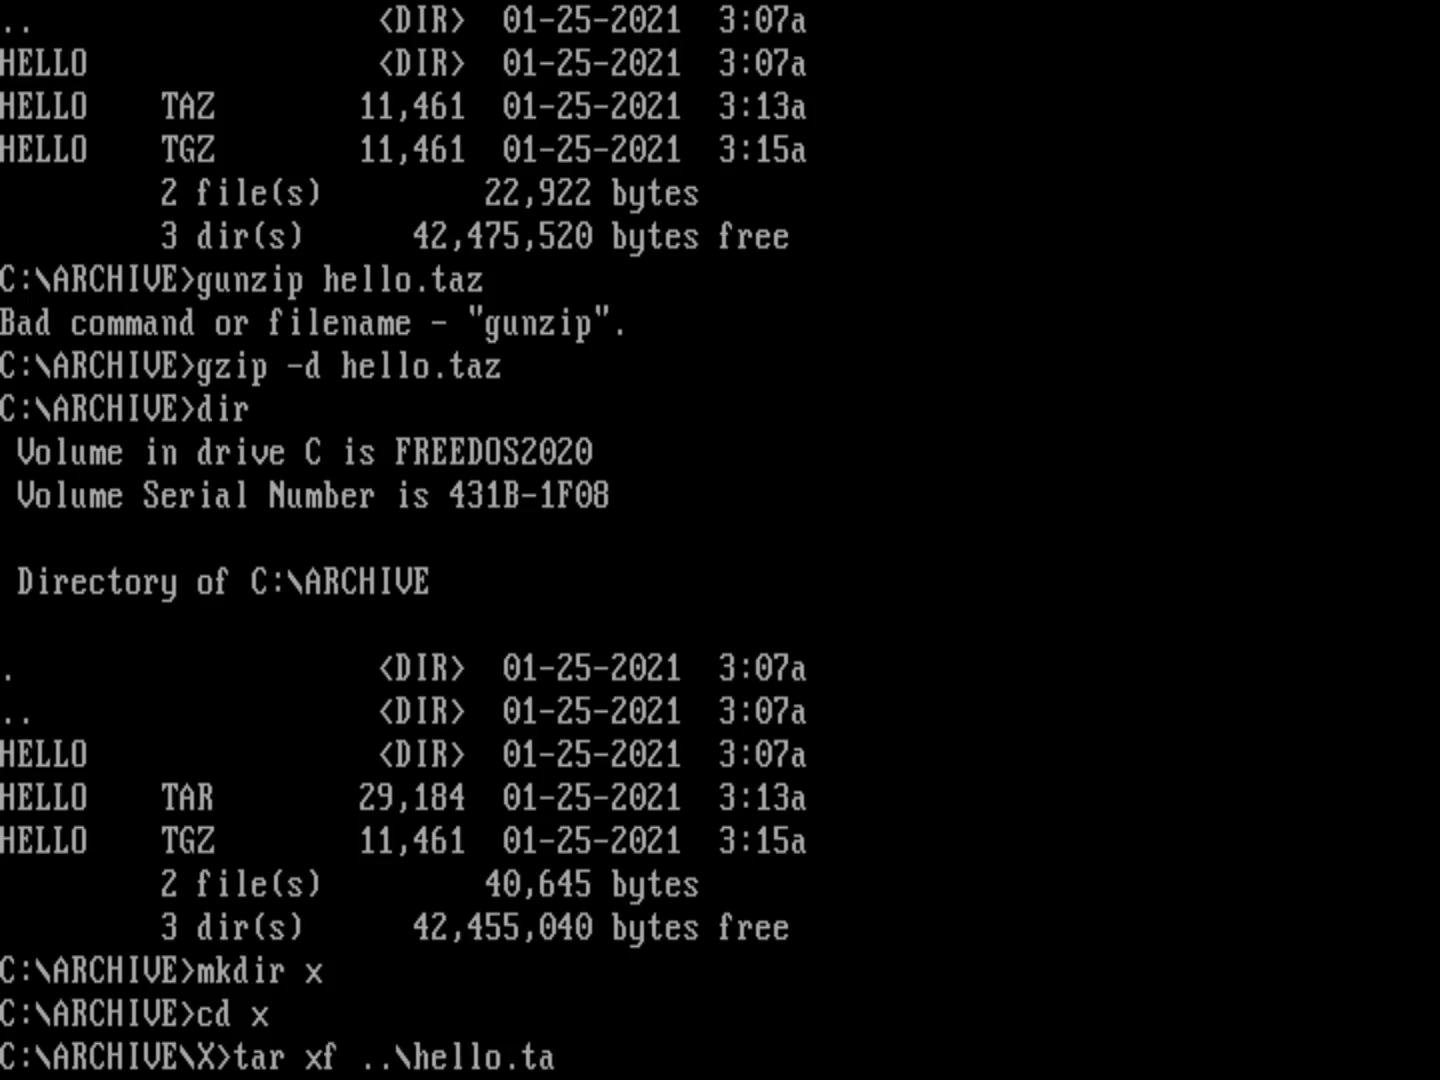 ..                   <DIR>  01-25-2021  3:07a
HELLO                <DIR>  01-25-2021  3:07a
HELLO    TAZ        11,461  01-25-2021  3:13a
HELLO    TGZ        11,461  01-25-2021  3:15a
         2 file(s)         22,922 bytes
         3 dir(s)      42,475,520 bytes free
C:\ARCHIVE>gunzip hello.taz
Bad command or filename - "gunzip".
C:\ARCHIVE>gzip -d hello.taz
C:\ARCHIVE>dir
 Volume in drive C is FREEDOS2020
 Volume Serial Number is 431B-1F08
 Directory of C:\ARCHIVE
.                    <DIR>  01-25-2021  3:07a
..                   <DIR>  01-25-2021  3:07a
HELLO                <DIR>  01-25-2021  3:07a
HELLO    TAR        29,184  01-25-2021  3:13a
HELLO    TGZ        11,461  01-25-2021  3:15a
         2 file(s)         40,645 bytes
         3 dir(s)      42,455,040 bytes free
C:\ARCHIVE>mkdir x
C:\ARCHIVE>cd x
C:\ARCHIVE\X>tar xf ..\hello.ta